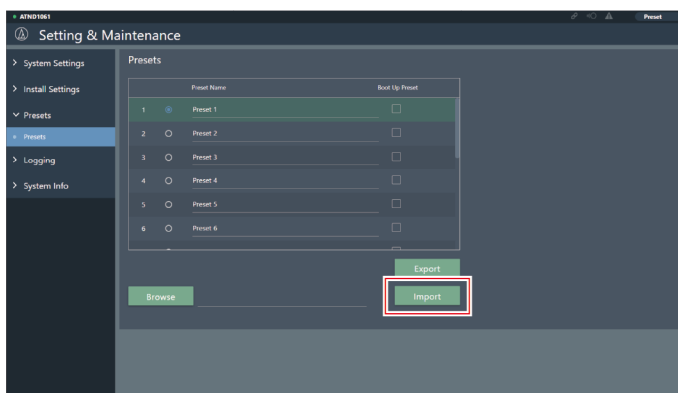 ATND1061
Preset
Setting & Maintenance
System Settings
Install Settings
Presets
Presets
Logging
System Info
Presets
Preset Name Boot Up Preset
1 Preset 1
2 Preset 2
3 Preset 3
4 Preset 4
5 Preset 5
6 Preset 6
Export
Browse Import